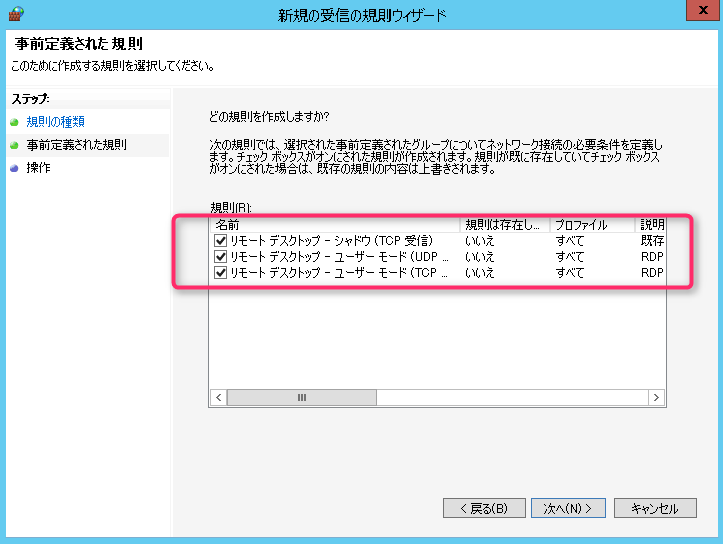 新規の受信の規則ウィザード
x
事前定義された規則
このために作成する規則を選択してください。
ステップ:
規則の種類
事前定義された規則
操作
どの規則を作成しますか?
次の規則では、選択された事前定義されたグループについてネットワーク接続の必要条件を定義し
ます。チェック ボックスがオンにされた規則が作成されます。規則が既に存在していてチェック ボックス
がオンにされた場合は、既存の規則の内容は上書きされます。
規則(R):
名前 規則は存在し... プロファイル 説明
リモート デスクトップ - シャドウ (TCP 受信) いいえ すべて 既存
リモート デスクトップ - ユーザー モード (UDP ... いいえ すべて RDP
リモート デスクトップ - ユーザー モード (TCP ... いいえ すべて RDP
< 戻る(B) 次へ(N) > キャンセル